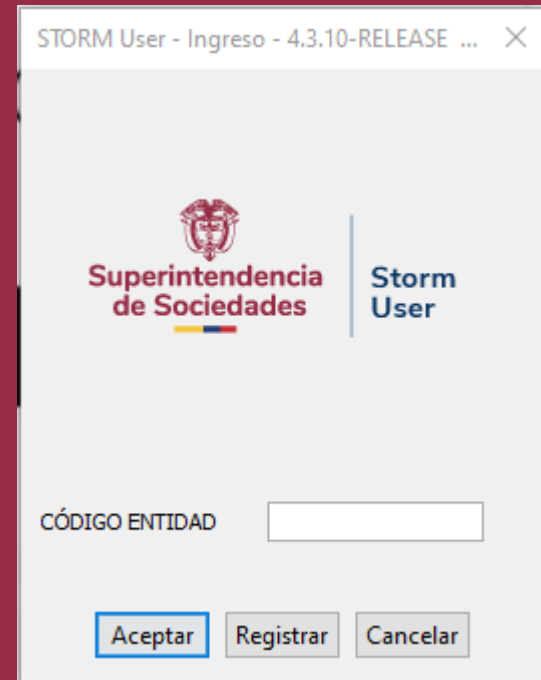 STORM User - Ingreso - 4.3.10-RELEASE ...
Superintendencia
de Sociedades
Storm
User
CÓDIGO ENTIDAD
Aceptar
Registrar
Cancelar